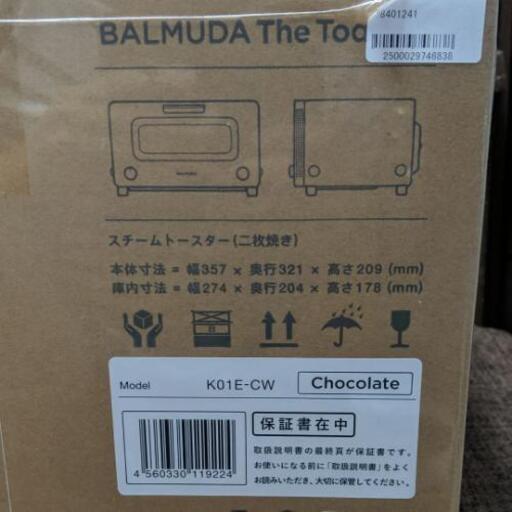 BALMUDA The Too
8401241
2500029746838
スチームトースター(二枚焼き)
本体寸法 = 幅357 × 奥行321 × 高さ209 (mm)
庫内寸法 = 幅274 × 奥行204 × 高さ178 (mm)
Model K01E-CW Chocolate
4 560330 119224
保証書在中
取扱説明書の最終頁が保証書です。
お使いになる前に「取扱説明書」をよく
お読みいただき、大切に保管してください。